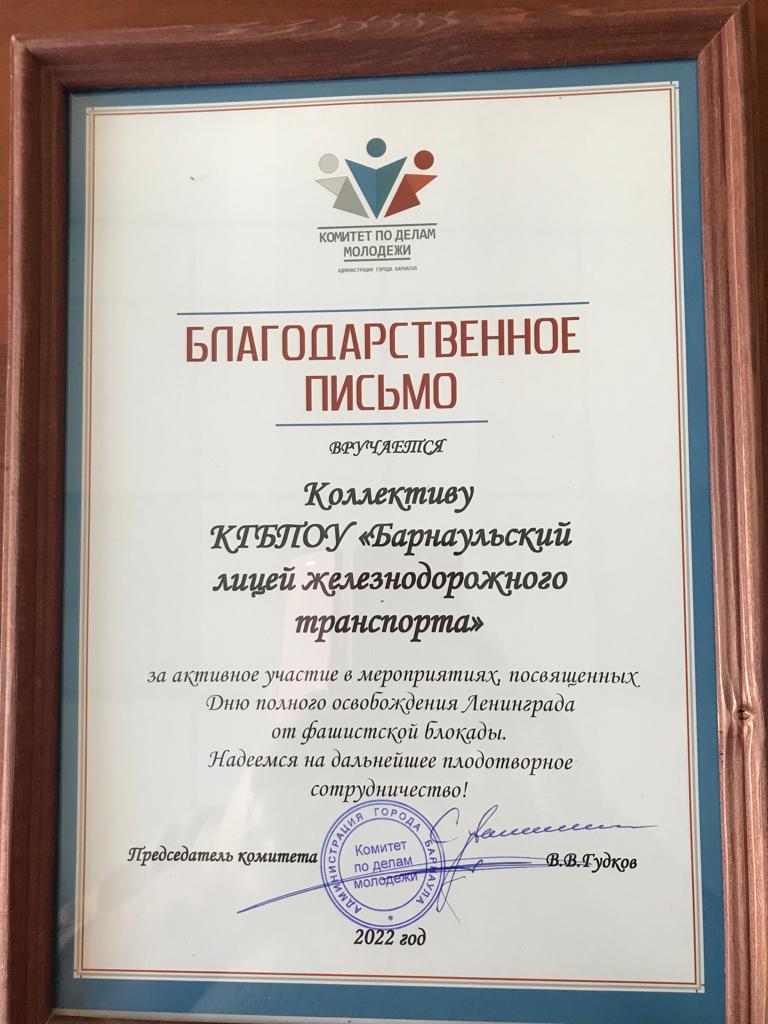 КОМИТЕТ ПО ДЕЛАМ
МОЛОДЕЖИ
АДМИНИСТРАЦИИ ГОРОДА БАРНАУЛА
БЛАГОДАРСТВЕННОЕ
ПИСЬМО
ВРУЧАЕТСЯ
Коллективу
КГБПОУ «Барнаульский
лицей железнодорожного
транспорта»
за активное участие в мероприятиях, посвященных
Дню полного освобождения Ленинграда
от фашистской блокады.
Надеемся на дальнейшее плодотворное
сотрудничество!
АДМИНИСТРАЦИЯ ГОРОДА БАРНАУЛА
Комитет
по делам
молодежи
Председатель комитета
В.В.Гудков
2022 год